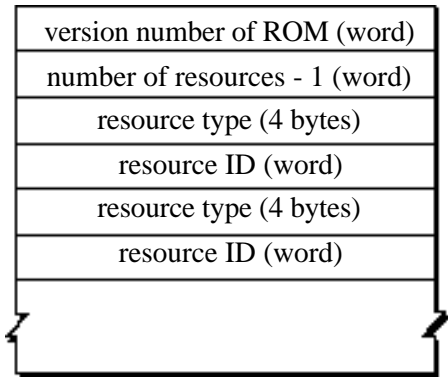 version number of ROM (word)
number of resources - 1 (word)
resource type (4 bytes)
resource ID (word)
resource type (4 bytes)
resource ID (word)